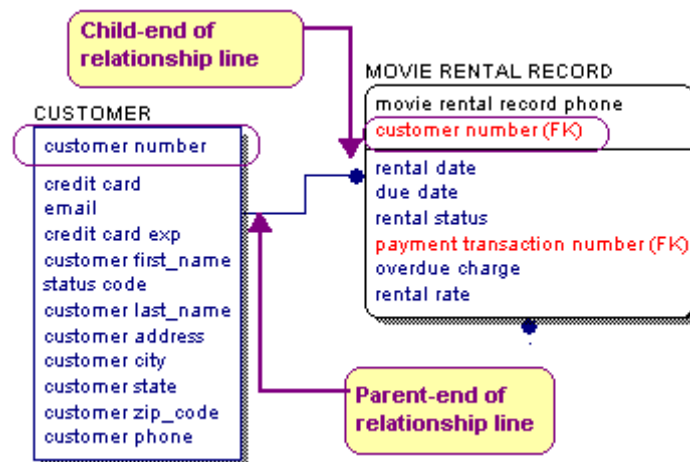 Child-end of
relationship line
MOVIE RENTAL RECORD
movie rental record phone
customer number (FK)
rental date
due date
rental status
payment transaction number (FK)
overdue charge
rental rate
CUSTOMER
customer number
credit card
email
credit card exp
customer first_name
status code
customer last_name
customer address
customer city
customer state
customer zip_code
customer phone
Parent-end of
relationship line